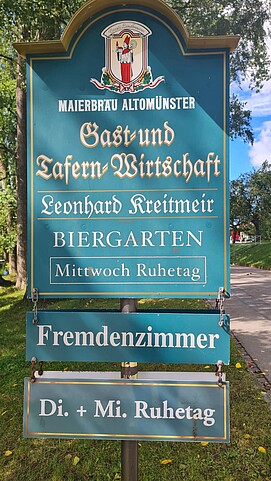 MAIERBRÄU ALTOMÜNSTER
Gast- und
Tafern-Wirtschaft
Leonhard Kreitmeir
BIERGARTEN
Mittwoch Ruhetag
Fremdenzimmer
Di. + Mi. Ruhetag